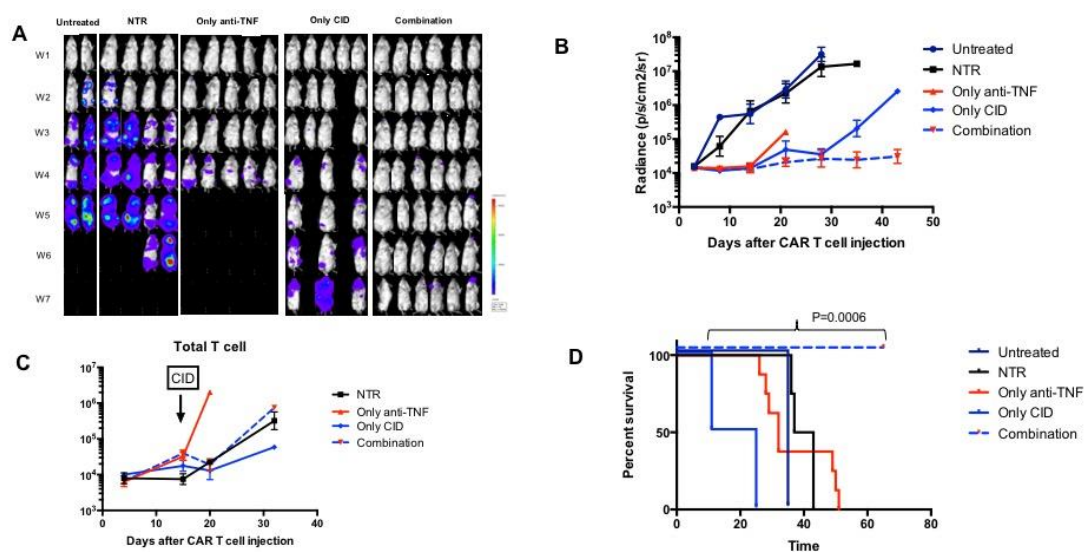 A
Untreated NTR Only anti-TNF Only CID Combination
W1
W2
W3
W4
W5
W6
W7
B
Radiance (p/s/cm2/sr)
10^8
10^7
10^6
10^5
10^4
10^3
0 10 20 30 40 50
Days after CAR T cell injection
Untreated
NTR
Only anti-TNF
Only CID
Combination
C
Total T cell
CID
10^7
10^6
10^5
10^4
10^3
10^2
10^1
0 10 20 30 40
Days after CAR T cell injection
NTR
Only anti-TNF
Only CID
Combination
D
P=0.0006
Percent survival
100
50
0
0 20 40 60 80
Time
Untreated
NTR
Only anti-TNF
Only CID
Combination